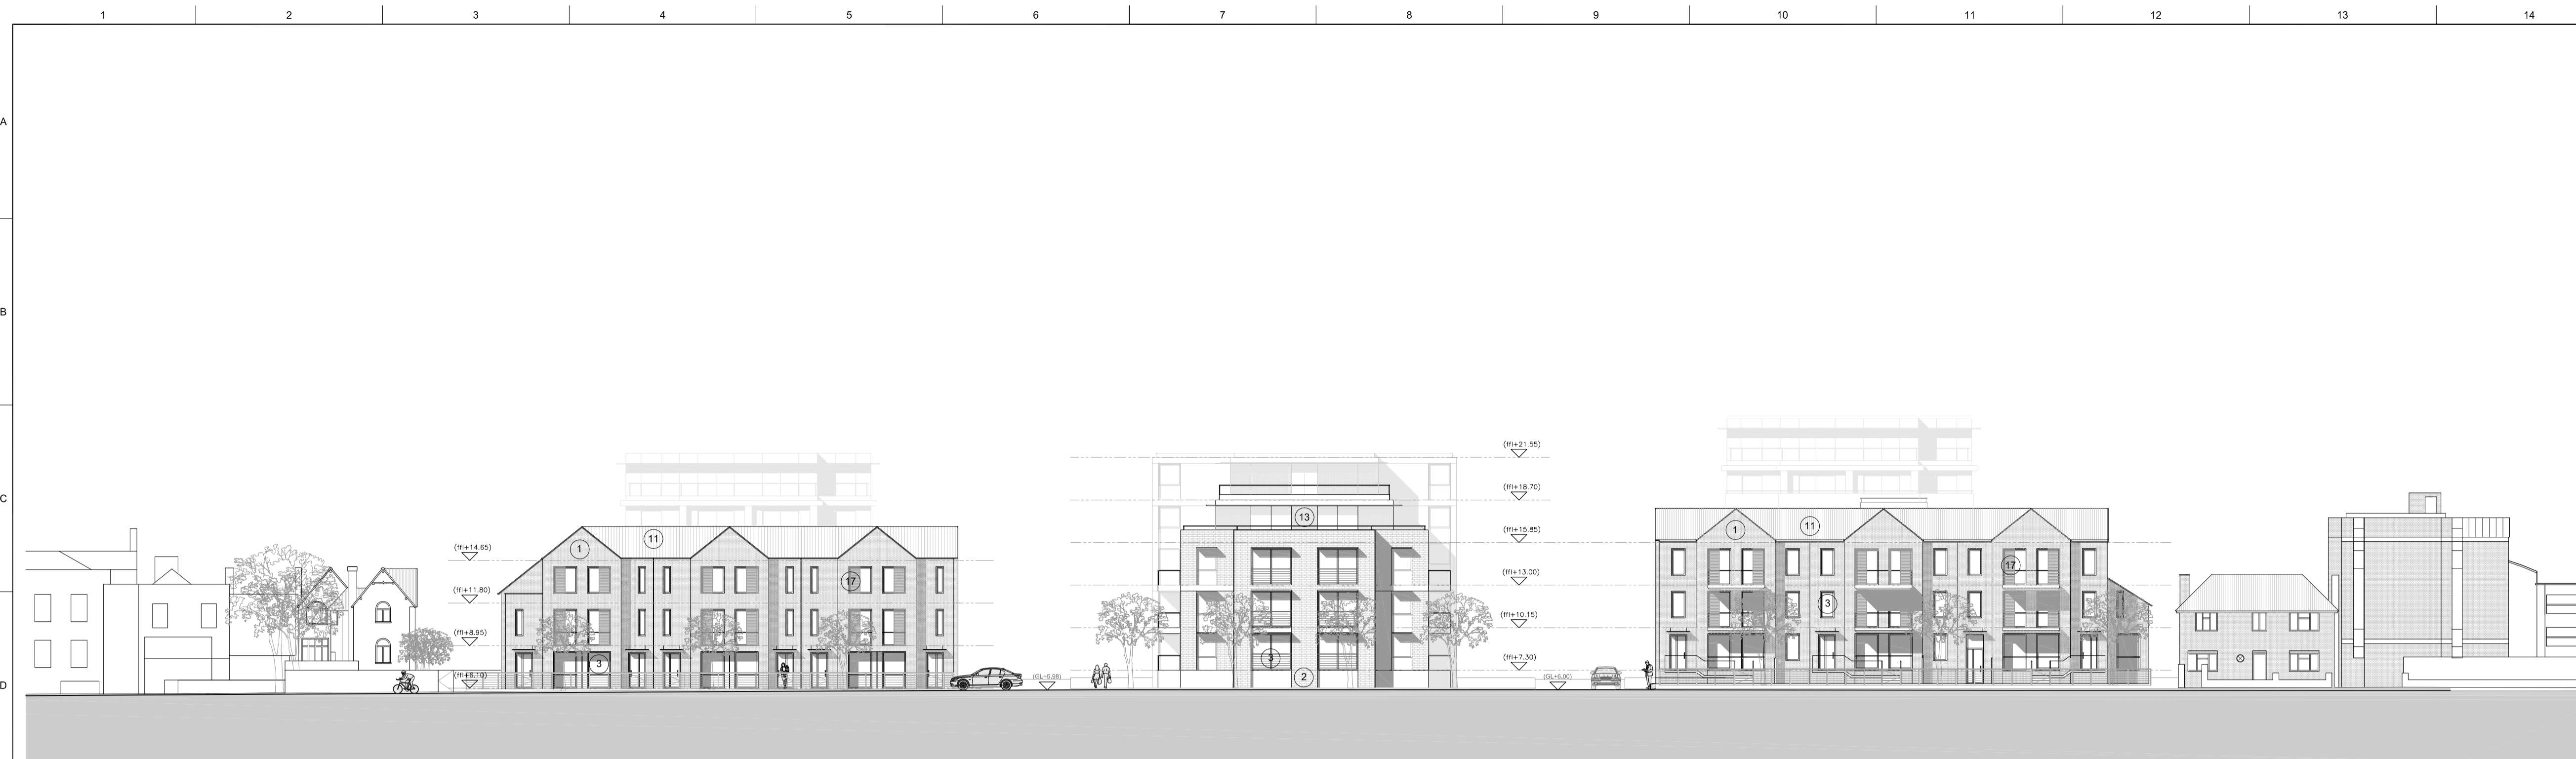 1 2 3 4 5 6 7 8 9 10 11 12 13 14
A
B
C
D
(ffl+21.55)
(ffl+18.70)
13
1 11 10
(ffl+15.85)
1 11
(ffl+14.65)
17
(ffl+13.00)
17
(ffl+11.80)
3
(ffl+10.15)
(ffl+8.95)
3
3
(ffl+7.30)
(ffl+6.10)
(GL+5.98)
2
(GL+6.00)